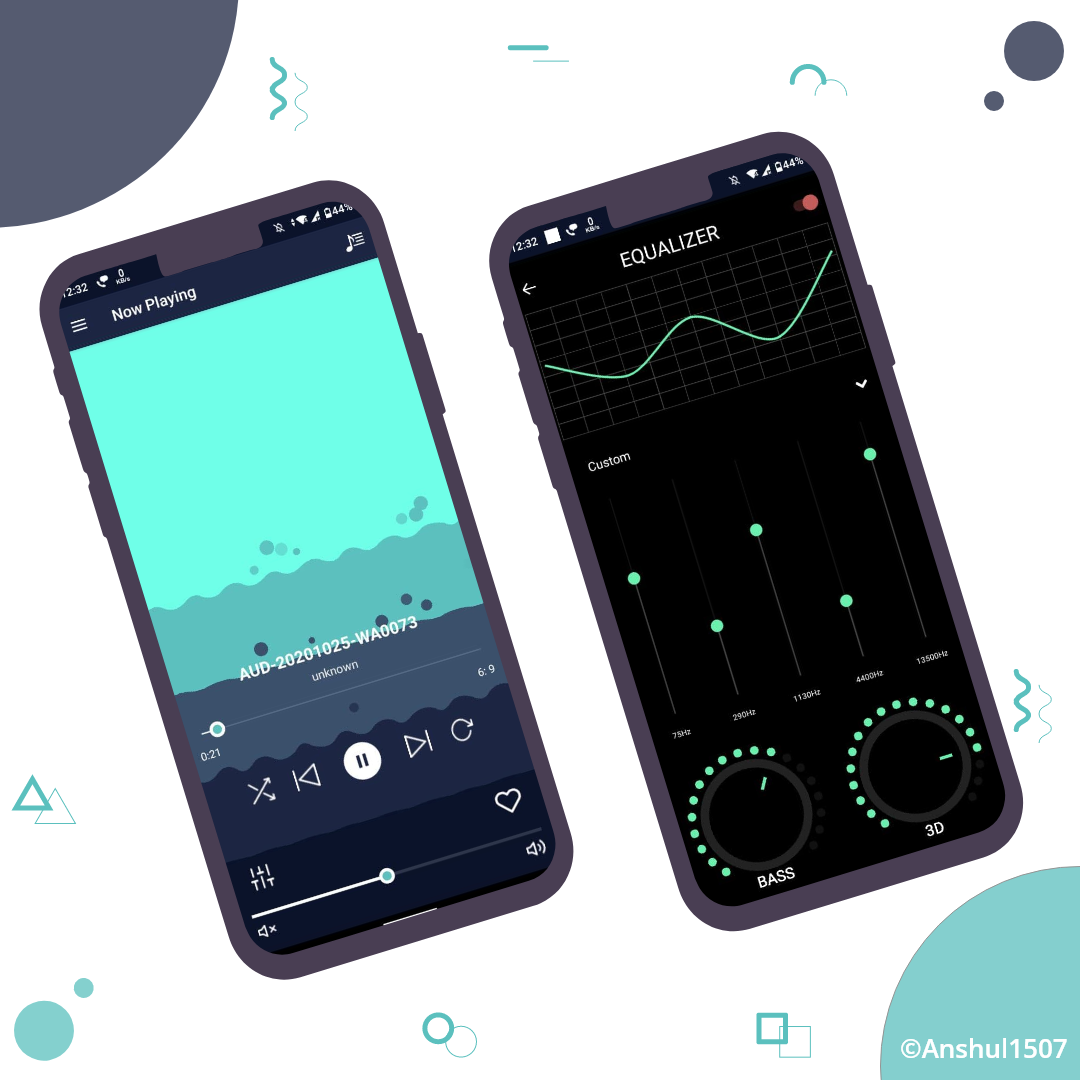 12:32
0
KB/s
44%
Now Playing
AUD-20201025-WA0073
unknown
0:21
6: 9
12:32
0
KB/s
44%
EQUALIZER
Custom
75Hz
290Hz
1130Hz
4400Hz
13500Hz
BASS
3D
©Anshul1507